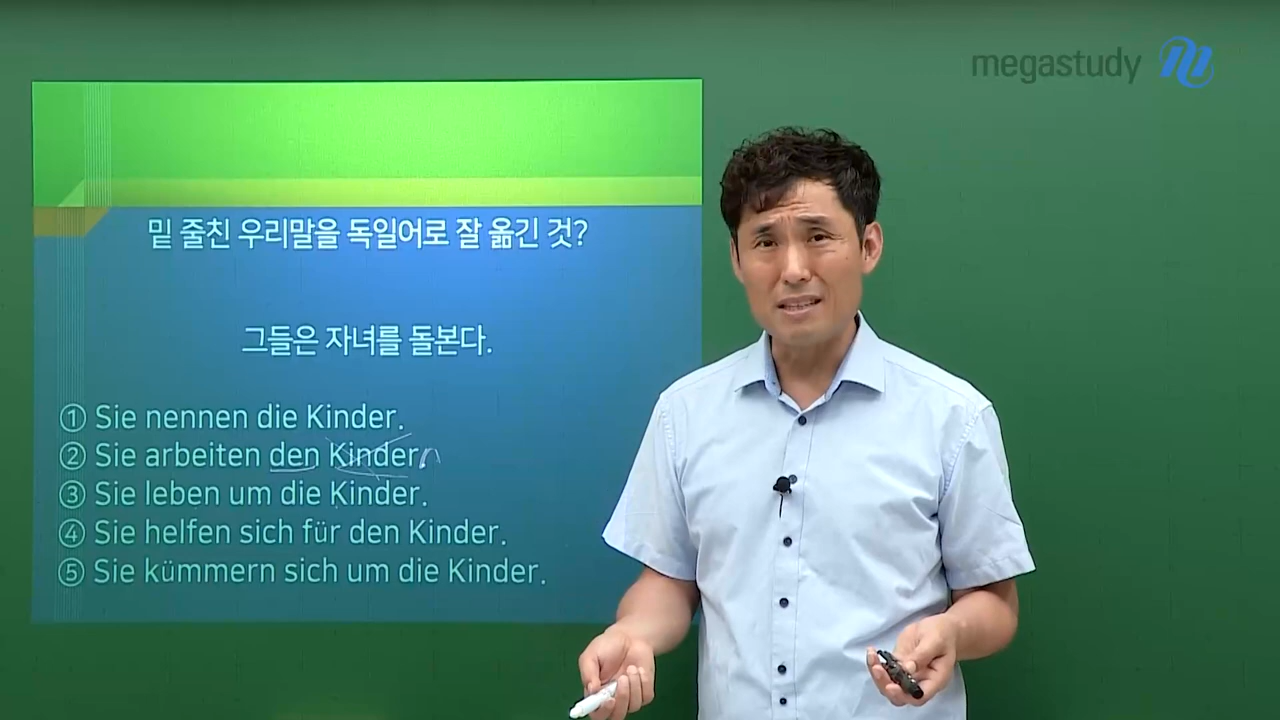 megastudy
밑 줄친 우리말을 독일어로 잘 옮긴 것?
그들은 자녀를 돌본다.
① Sie nennen die Kinder.
② Sie arbeiten den Kinder.n
③ Sie leben um die Kinder.
④ Sie helfen sich für den Kinder.
⑤ Sie kümmern sich um die Kinder.